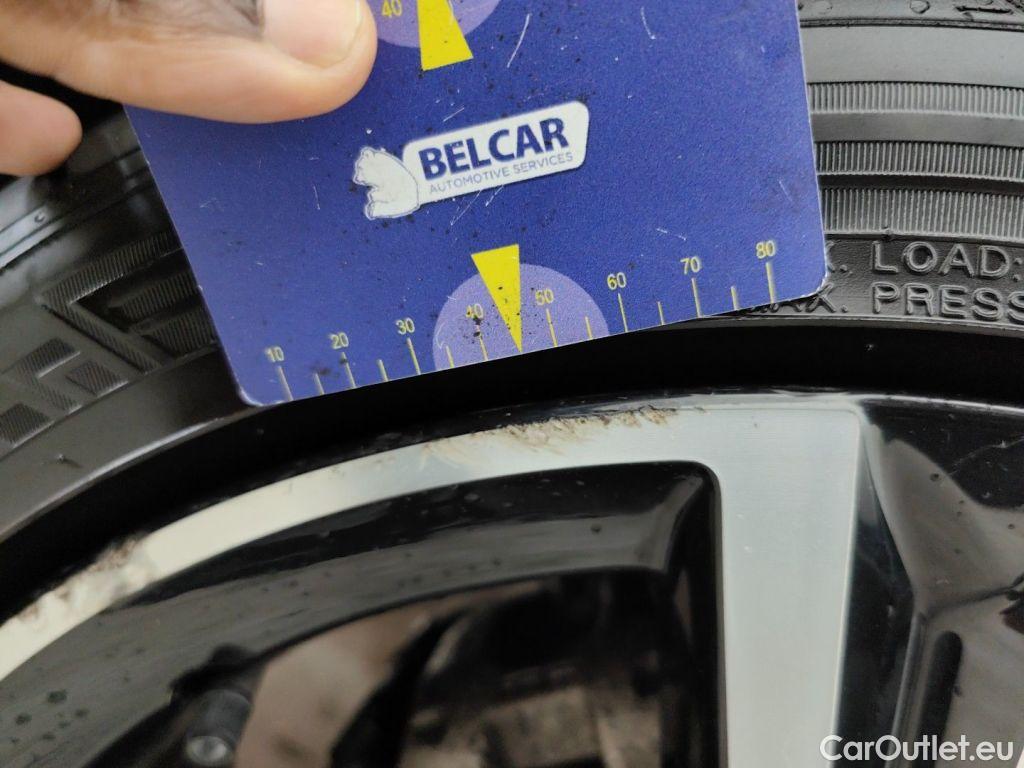 40
BELCAR
AUTOMOTIVE SERVICES
10 20 30 40 50 60 70 80
. LOAD:
X. PRESS
CarOutlet.eu